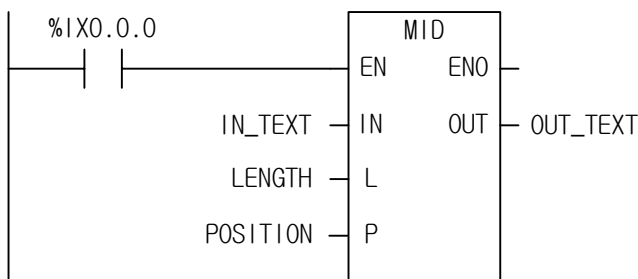 %IX0.0.0
MID
EN ENO
IN_TEXT IN OUT OUT_TEXT
LENGTH L
POSITION P